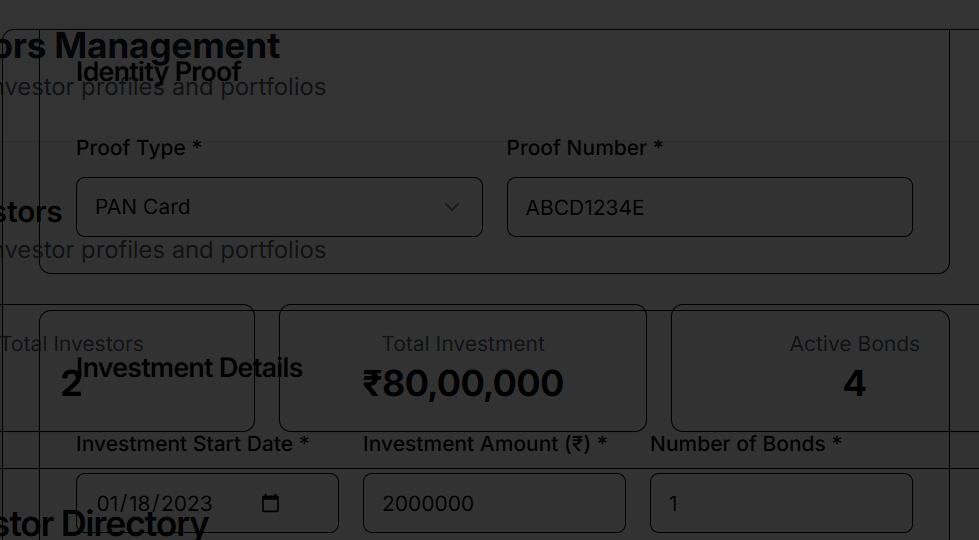 ors Management
Identity Proof
nvestor profiles and portfolios
Proof Type *
Proof Number *
PAN Card
ABCD1234E
stors
nvestor profiles and portfolios
Total Investors
Total Investment
Active Bonds
Investment Details
2
₹80,00,000
4
Investment Start Date *
Investment Amount (₹) *
Number of Bonds *
01/18/2023
2000000
1
stor Directory